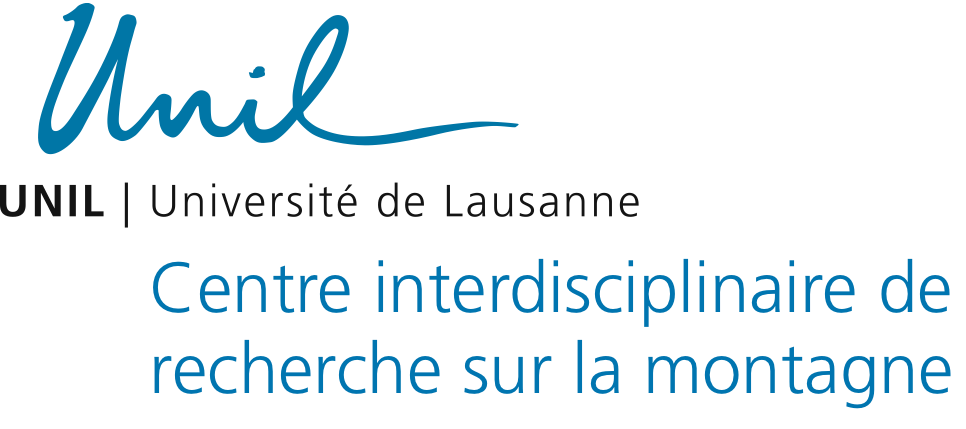 Unil
UNIL | Université de Lausanne
Centre interdisciplinaire de
recherche sur la montagne